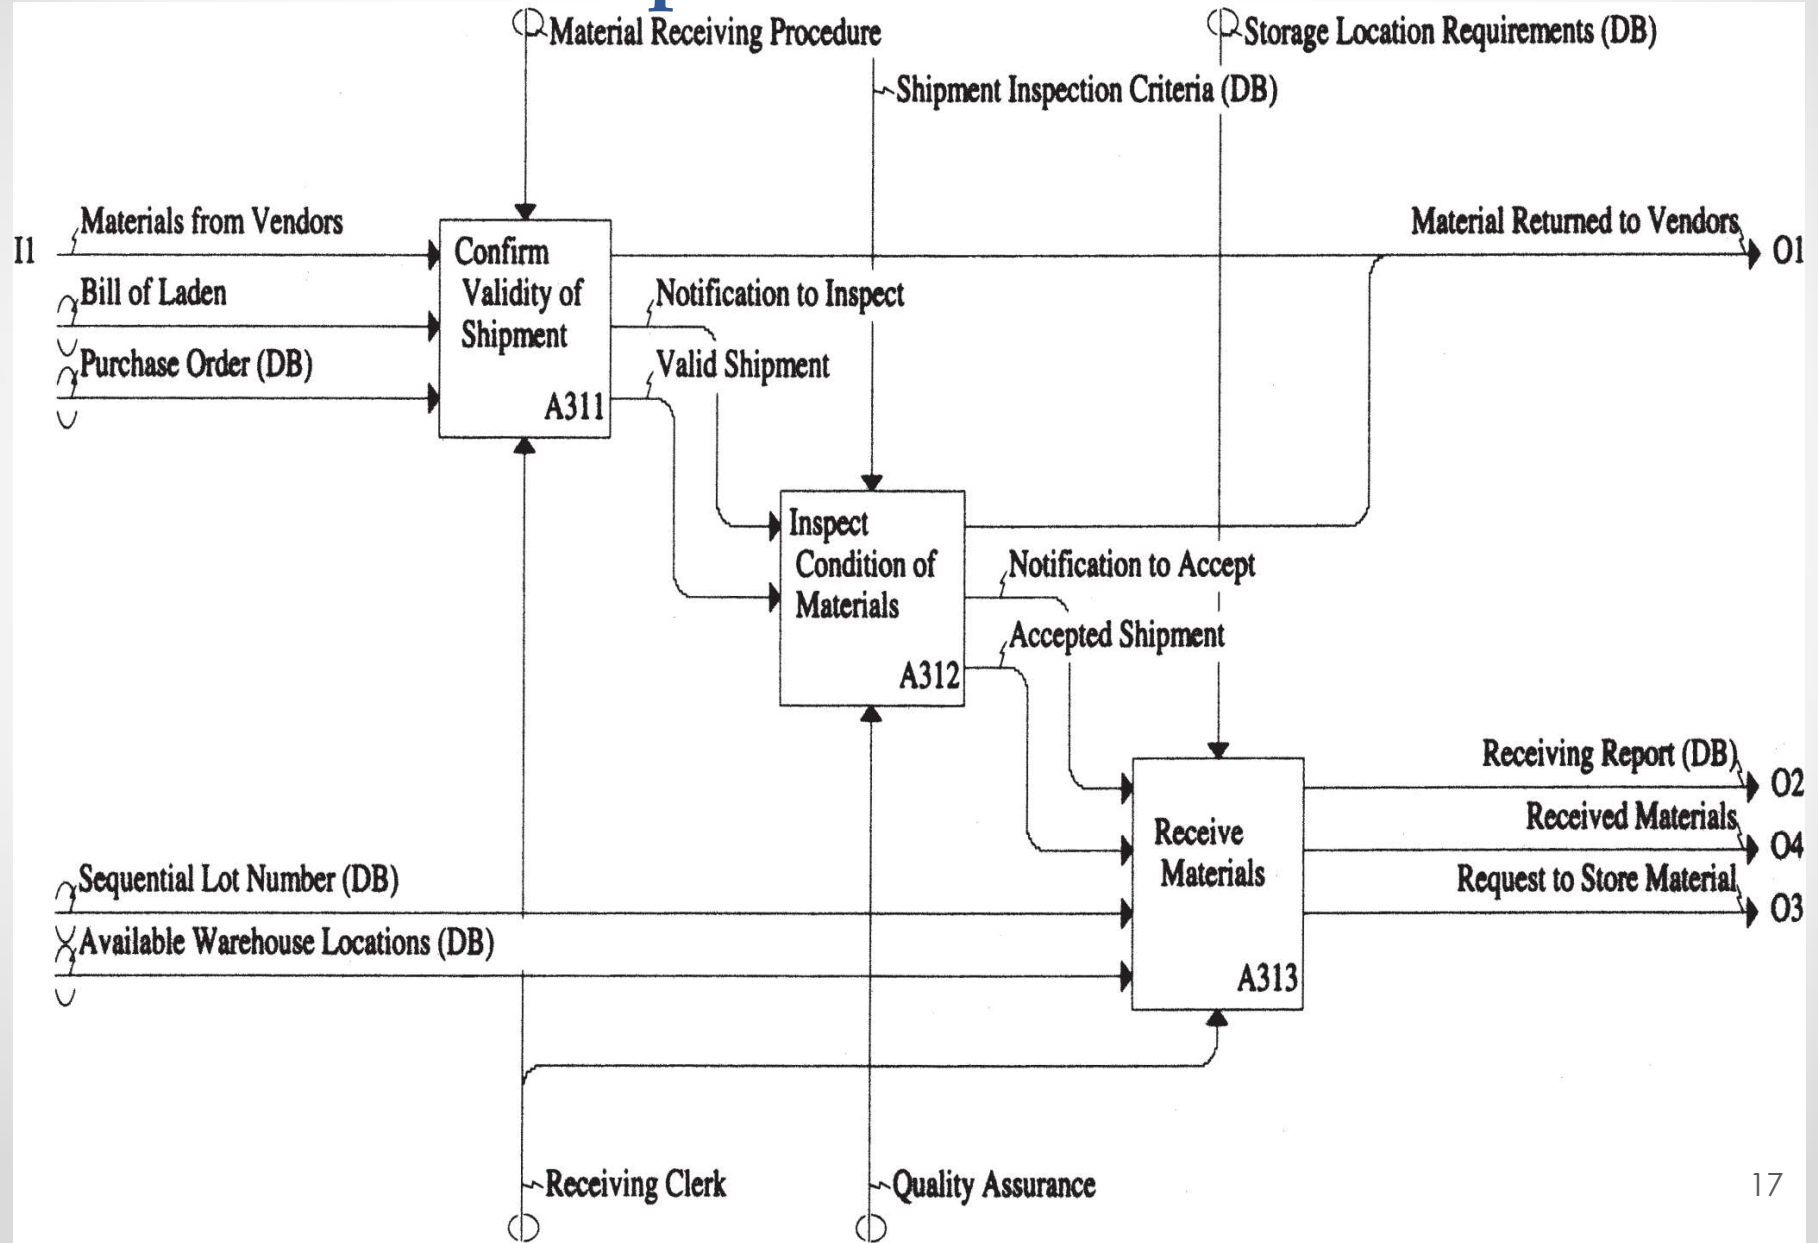 Material Receiving Procedure
Storage Location Requirements (DB)
Shipment Inspection Criteria (DB)
Materials from Vendors
Material Returned to Vendors
I1
O1
Confirm
Validity of
Shipment
A311
Bill of Laden
Notification to Inspect
Purchase Order (DB)
Valid Shipment
Inspect
Condition of
Materials
A312
Notification to Accept
Accepted Shipment
Receiving Report (DB)
O2
Receive
Materials
A313
Received Materials
O4
Sequential Lot Number (DB)
Request to Store Material
O3
Available Warehouse Locations (DB)
Receiving Clerk
Quality Assurance
17